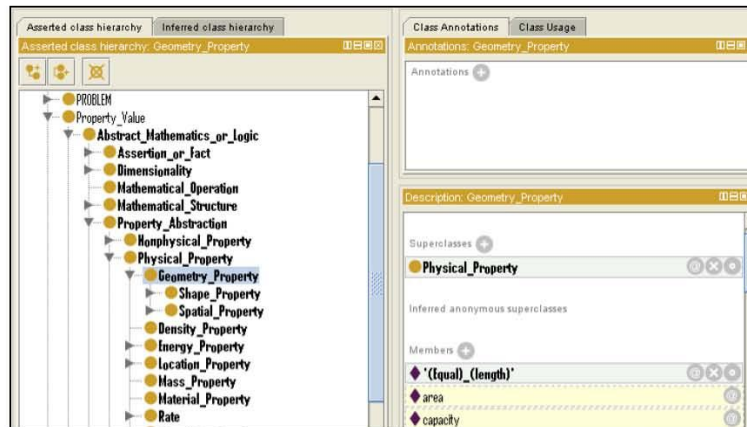 Asserted class hierarchy
Inferred class hierarchy
Asserted class hierarchy: Geometry_Property
PROBLEM
Property_Value
Abstract_Mathematics_or_Logic
Assertion_or_Fact
Dimensionality
Mathematical_Operation
Mathematical_Structure
Property_Abstraction
Nonphysical_Property
Physical_Property
Geometry_Property
Shape_Property
Spatial_Property
Density_Property
Energy_Property
Location_Property
Mass_Property
Material_Property
Rate
Class Annotations
Class Usage
Annotations: Geometry_Property
Annotations
Description: Geometry_Property
Superclasses
Physical_Property
Inferred anonymous superclasses
Members
'(Equal)_(length)'
area
capacity